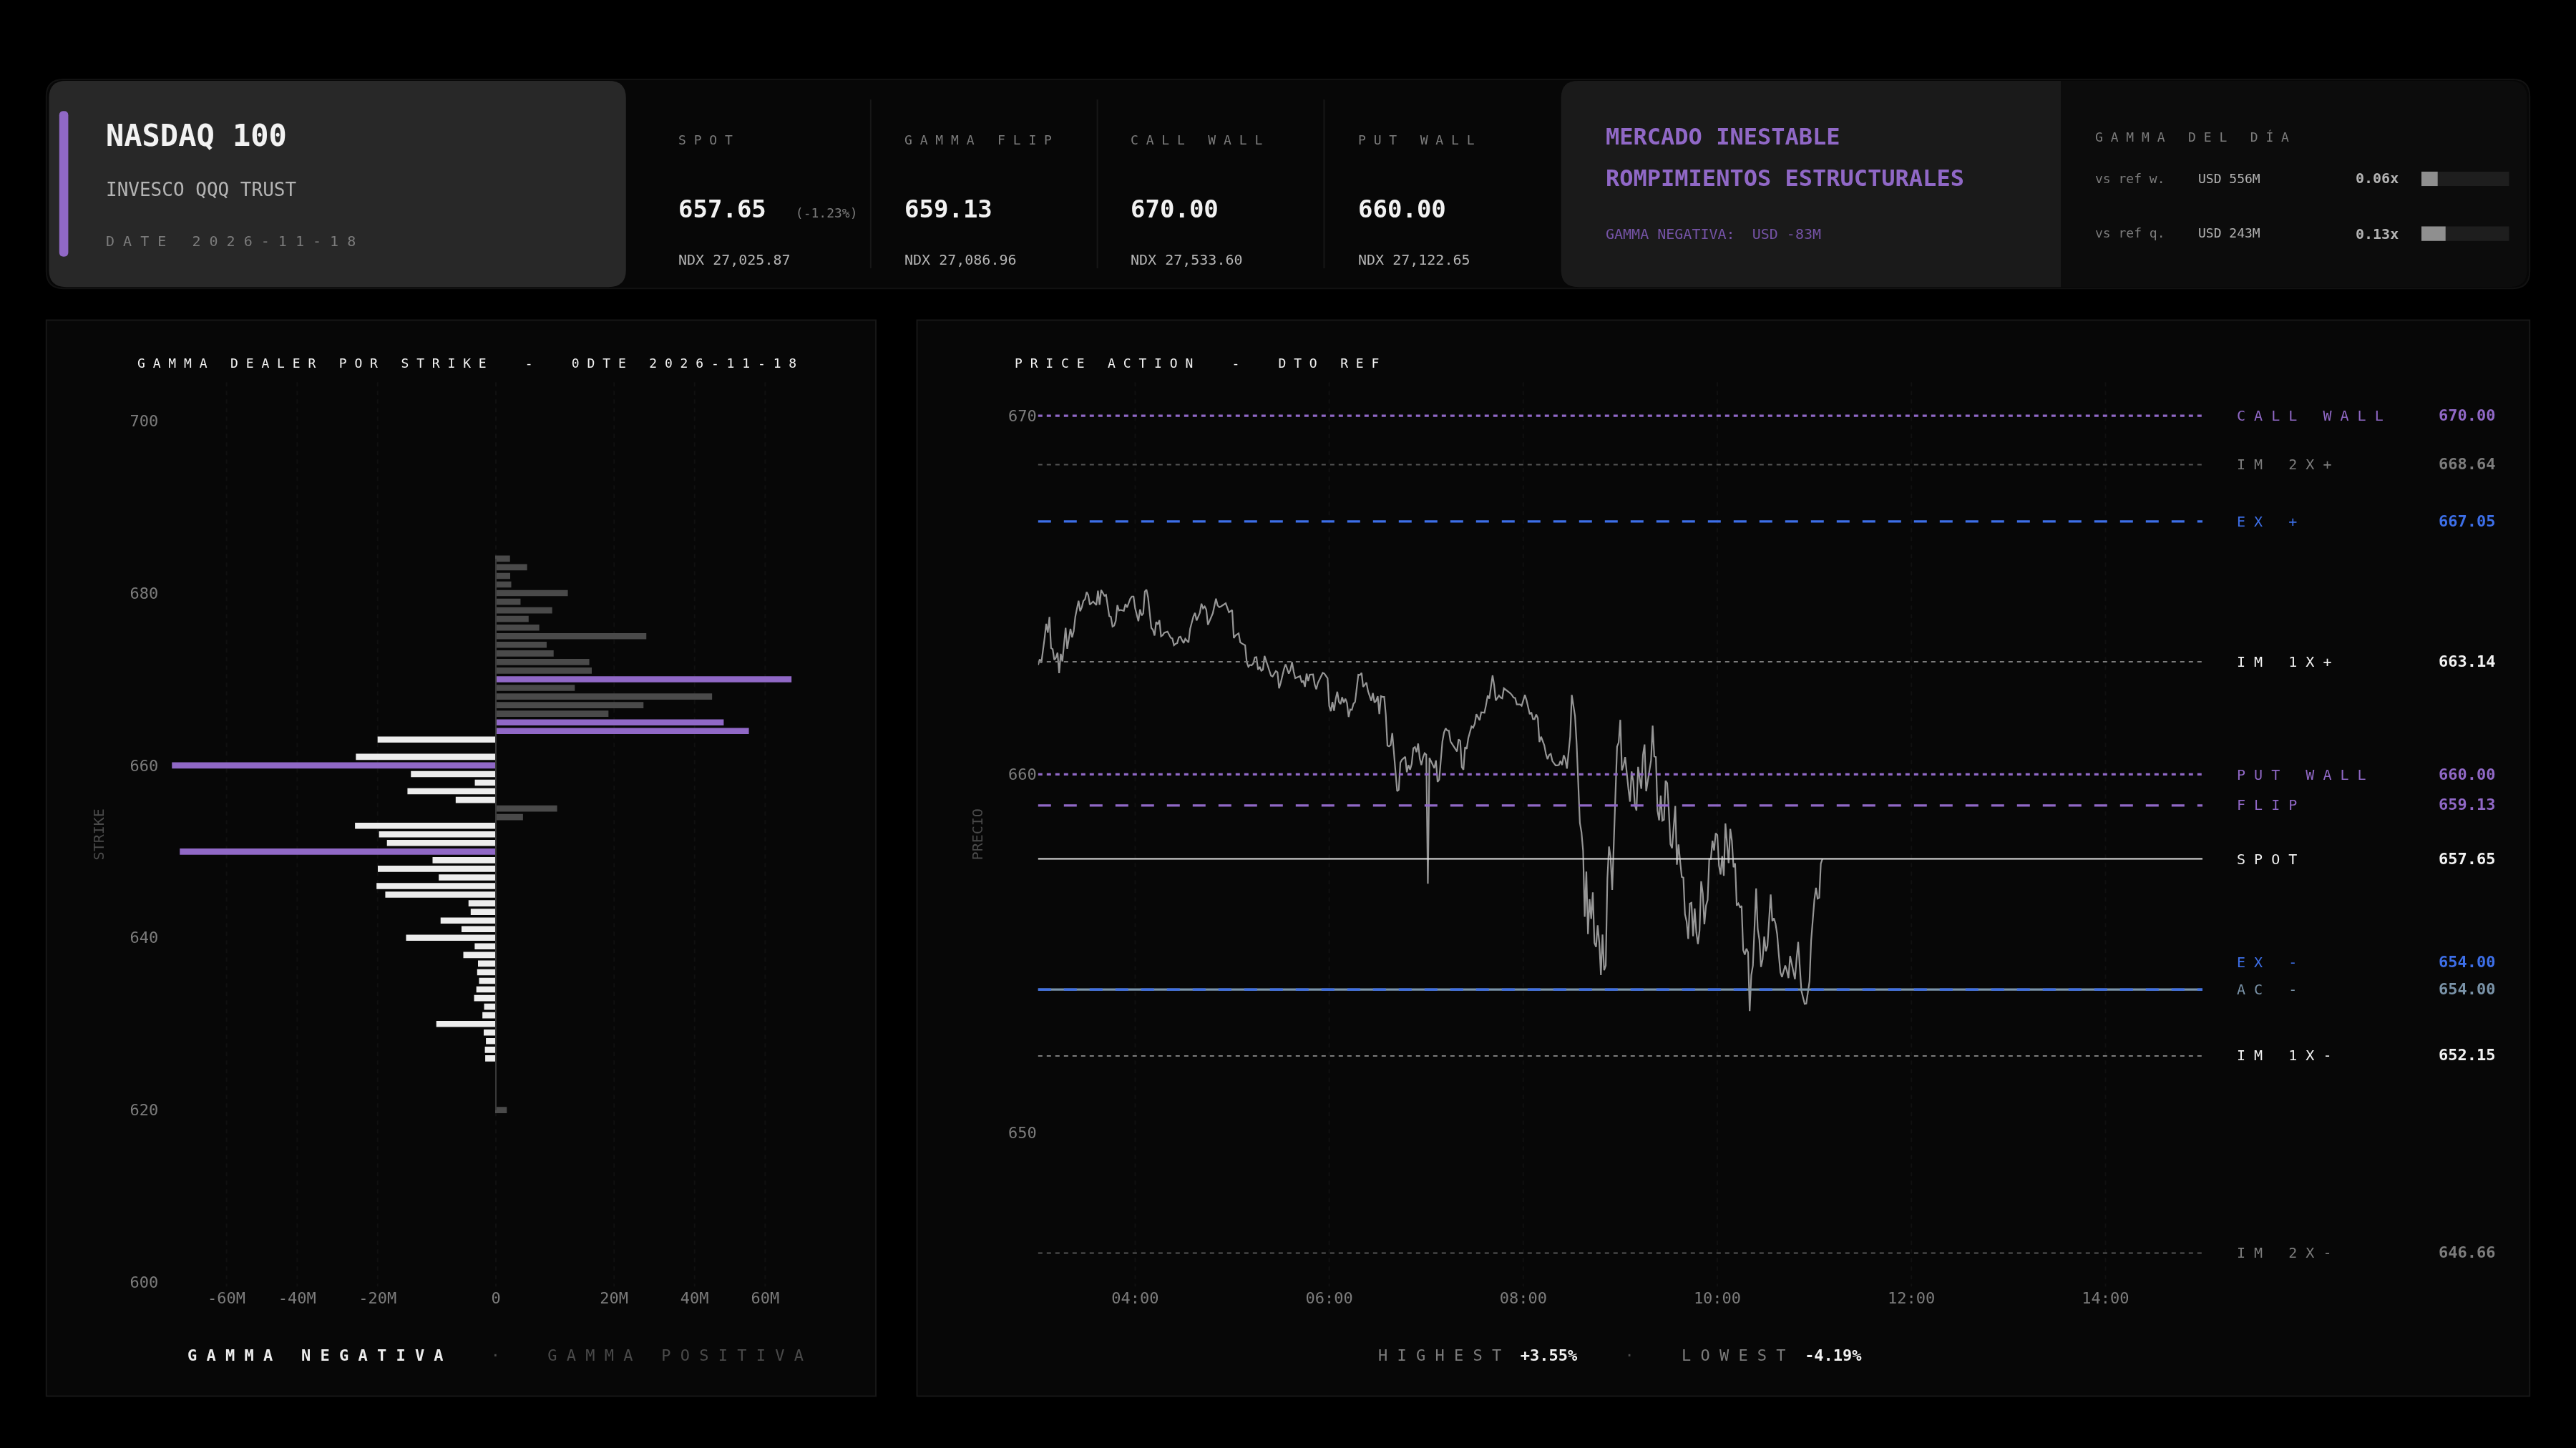 NASDAQ 100
INVESCO QQQ TRUST
DATE 2026-11-18
SPOT
657.65 (-1.23%)
NDX 27,025.87
GAMMA FLIP
659.13
NDX 27,086.96
CALL WALL
670.00
NDX 27,533.60
PUT WALL
660.00
NDX 27,122.65
MERCADO INESTABLE
ROMPIMIENTOS ESTRUCTURALES
GAMMA NEGATIVA: USD -83M
GAMMA DEL DÍA
vs ref w. USD 556M 0.06x
vs ref q. USD 243M 0.13x
GAMMA DEALER POR STRIKE - 0DTE 2026-11-18
700
680
660
640
620
600
STRIKE
-60M -40M -20M 0 20M 40M 60M
GAMMA NEGATIVA · GAMMA POSITIVA
PRICE ACTION - DTO REF
670
660
650
PRECIO
CALL WALL 670.00
IM 2X+ 668.64
EX + 667.05
IM 1X+ 663.14
PUT WALL 660.00
FLIP 659.13
SPOT 657.65
EX - 654.00
AC - 654.00
IM 1X- 652.15
IM 2X- 646.66
04:00 06:00 08:00 10:00 12:00 14:00
HIGHEST +3.55% · LOWEST -4.19%